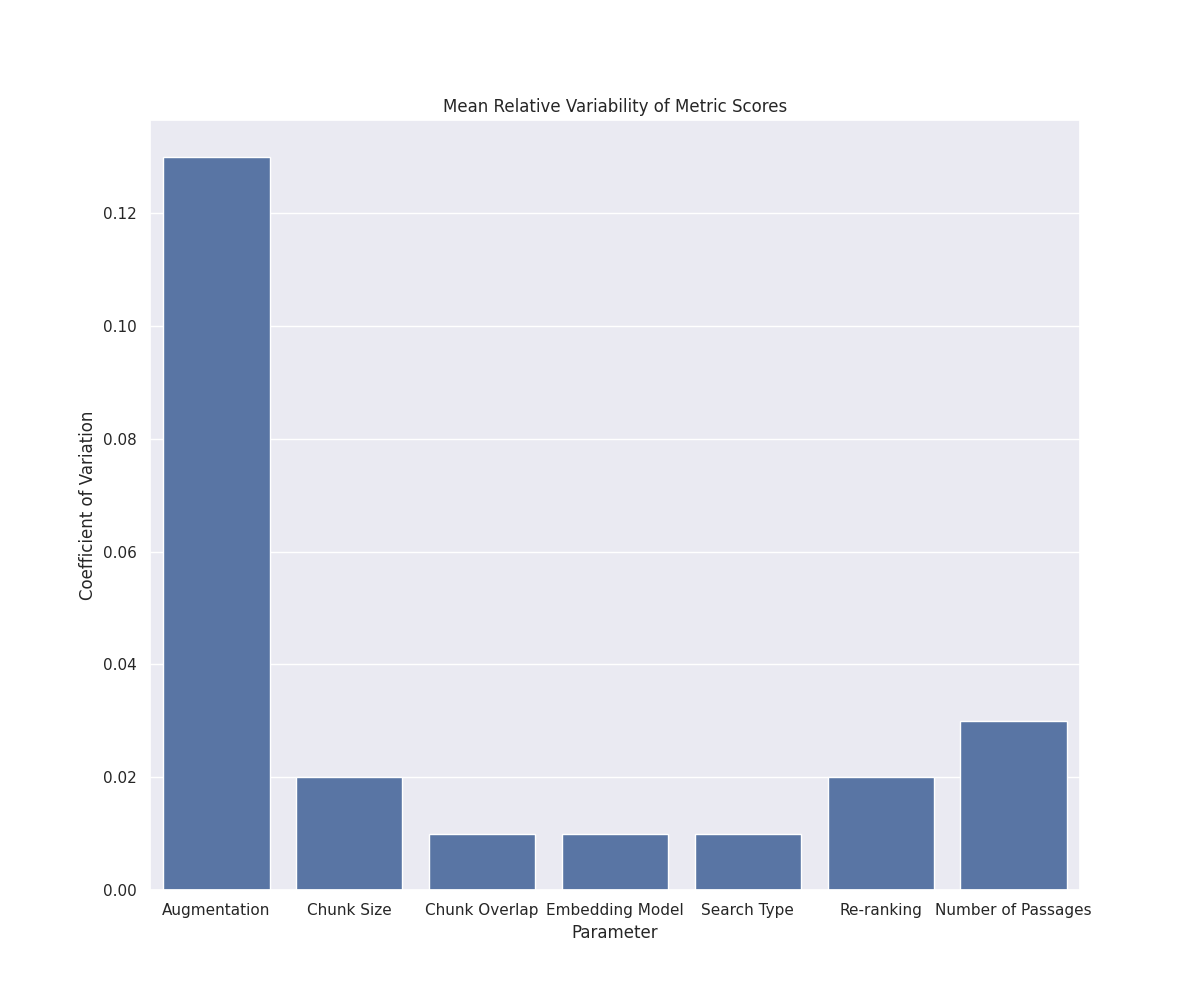 Mean Relative Variability of Metric Scores
Coefficient of Variation
0.12
0.10
0.08
0.06
0.04
0.02
0.00
Augmentation Chunk Size Chunk Overlap Embedding Model Search Type Re-ranking Number of Passages
Parameter